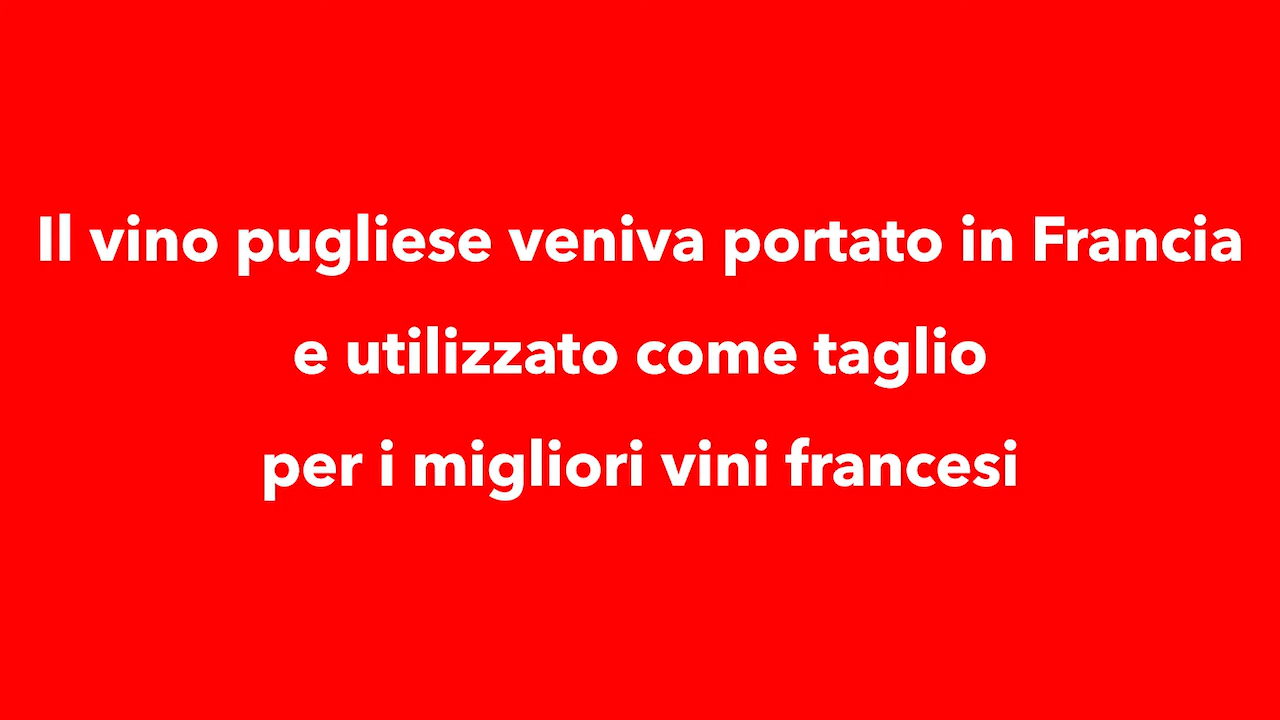 Il vino pugliese veniva portato in Francia
e utilizzato come taglio
per i migliori vini francesi